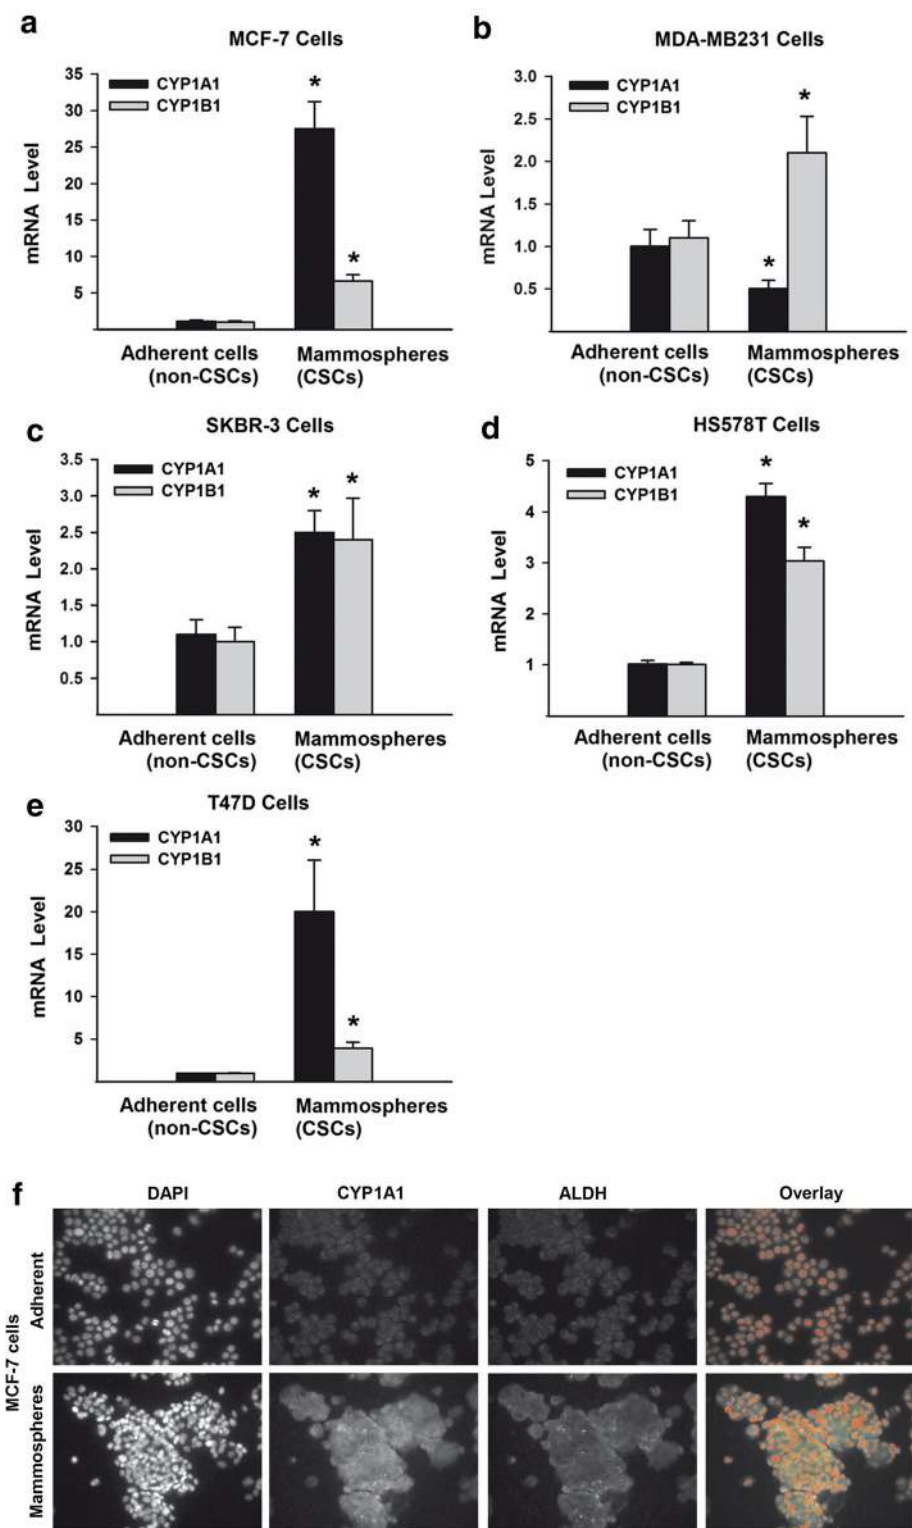 a
MCF-7 Cells
mRNA Level
35
30
25
20
15
10
5
CYP1A1
CYP1B1
*
*
Adherent cells
(non-CSCs)
Mammospheres
(CSCs)
b
MDA-MB231 Cells
mRNA Level
3.0
2.5
2.0
1.0
0.5
CYP1A1
CYP1B1
*
*
Adherent cells
(non-CSCs)
Mammospheres
(CSCs)
c
SKBR-3 Cells
mRNA Level
3.5
3.0
2.5
2.0
1.5
1.0
0.5
CYP1A1
CYP1B1
*
*
Adherent cells
(non-CSCs)
Mammospheres
(CSCs)
d
HS578T Cells
mRNA Level
5
4
3
2
1
CYP1A1
CYP1B1
*
*
Adherent cells
(non-CSCs)
Mammospheres
(CSCs)
e
T47D Cells
mRNA Level
30
25
20
15
10
5
CYP1A1
CYP1B1
*
*
Adherent cells
(non-CSCs)
Mammospheres
(CSCs)
f
DAPI
CYP1A1
ALDH
Overlay
MCF-7 cells
Adherent
Mammospheres